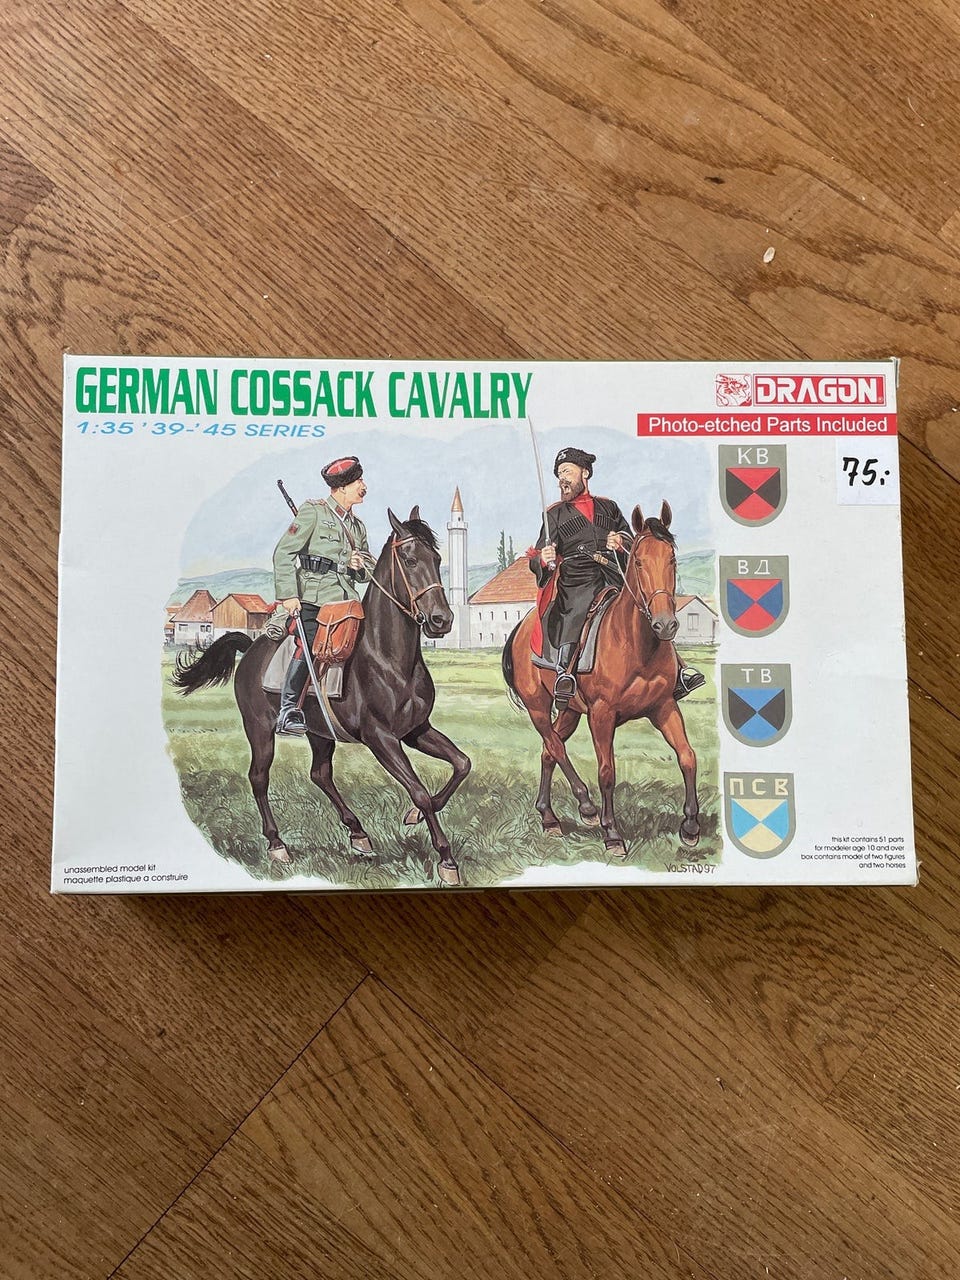 GERMAN COSSACK CAVALRY
1:35 '39-'45 SERIES
DRAGON
Photo-etched Parts Included
75:
КВ
ВД
ТВ
ПСВ
this kit contains 51 parts
for modeler age 10 and over
box contains model of two figures
and two horses
unassembled model kit
maquette plastique a construire
VOLSTAD97